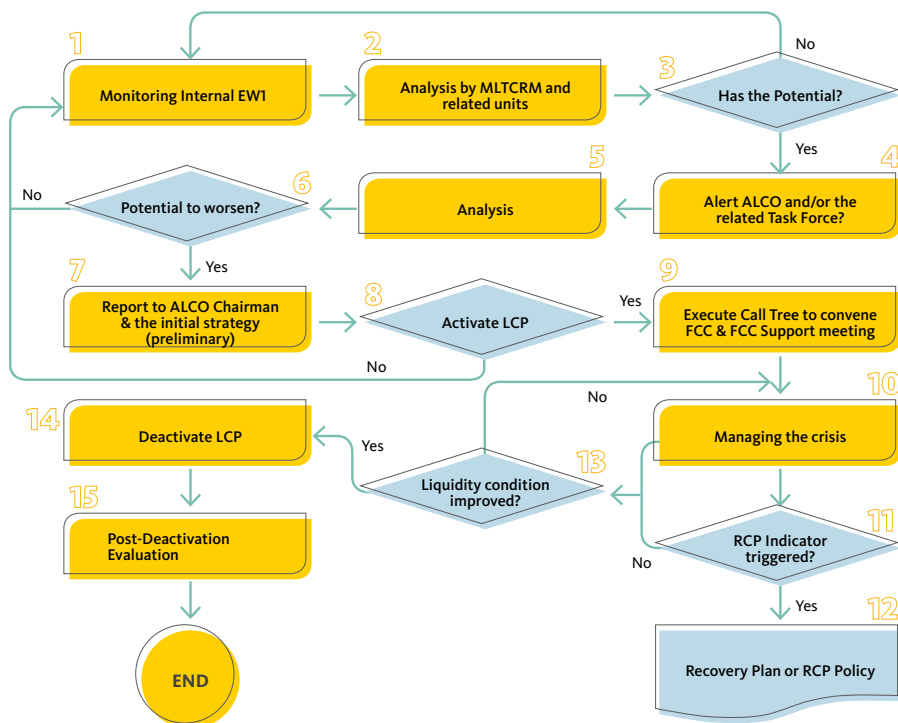 No
1
Monitoring Internal EW1
2
Analysis by MLTCRM and
related units
3
Has the Potential?
Yes
4
Alert ALCO and/or the
related Task Force?
5
Analysis
6
Potential to worsen?
No
Yes
7
Report to ALCO Chairman
& the initial strategy
(preliminary)
8
Activate LCP
Yes
No
9
Execute Call Tree to convene
FCC & FCC Support meeting
10
Managing the crisis
No
11
RCP Indicator
triggered?
No
Yes
12
Recovery Plan or RCP Policy
13
Liquidity condition
improved?
Yes
14
Deactivate LCP
15
Post-Deactivation
Evaluation
END